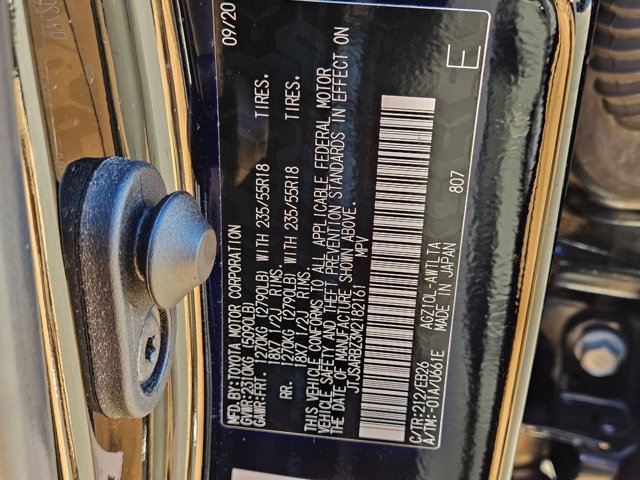 MFD. BY:
TOYOTA MOTOR CORPORATION 09/20
GVWR:2310KG (5090LB)
GAWR:FRT. 1270KG (2790LB) WITH 235/55R18 TIRES,
18X7 1/2J RIMS,
RR. 1270KG (2790LB) WITH 235/55R18 TIRES,
18X7 1/2J RIMS,
THIS VEHICLE CONFORMS TO ALL APPLICABLE FEDERAL MOTOR
VEHICLE SAFETY AND THEFT PREVENTION STANDARDS IN EFFECT ON
THE DATE OF MANUFACTURE SHOWN ABOVE.
JTJSARBZ3M2182161 MPV
E
C/TR:212/EB26 AGZ10L-AWTLTA
A/TM:-01A/U661E MADE IN JAPAN 807